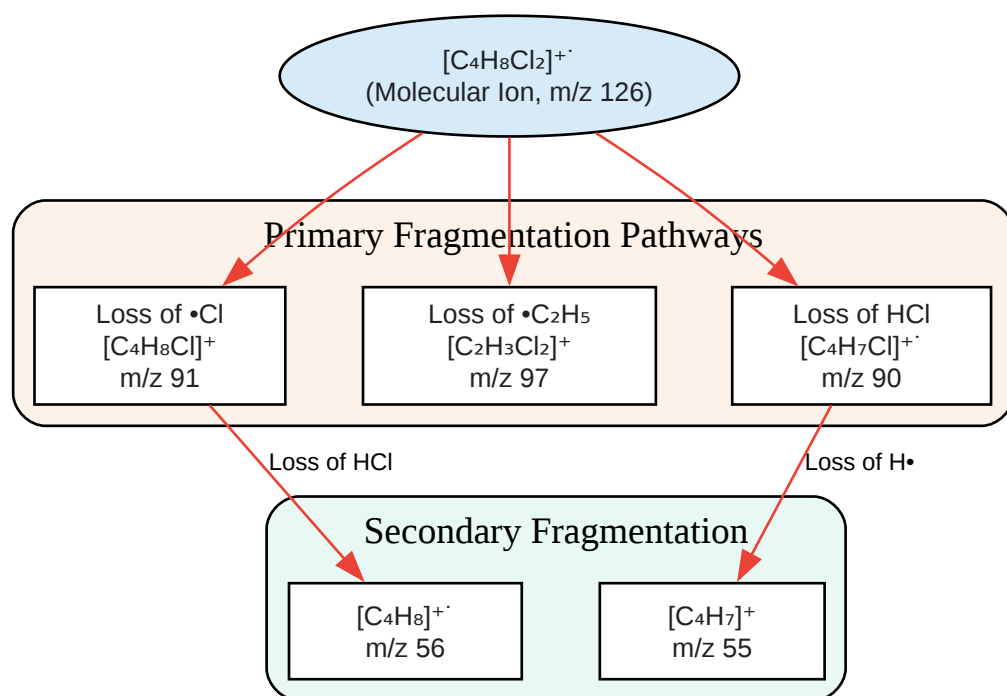 [C₄H₈Cl₂]⁺˙
(Molecular Ion, m/z 126)
Primary Fragmentation Pathways
Loss of •Cl
[C₄H₈Cl]⁺
m/z 91
Loss of •C₂H₅
[C₂H₃Cl₂]⁺
m/z 97
Loss of HCl
[C₄H₇Cl]⁺˙
m/z 90
Loss of HCl
Loss of H•
Secondary Fragmentation
[C₄H₈]⁺˙
m/z 56
[C₄H₇]⁺
m/z 55